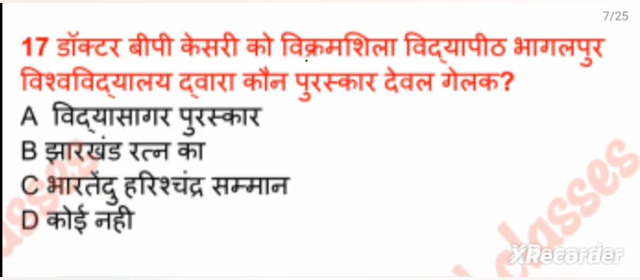 7/25
17 डॉक्टर बीपी केसरी को विक्रमशिला विद्यापीठ भागलपुर
विश्वविद्यालय द्वारा कौन पुरस्कार देवल गेलक?
A विद्यासागर पुरस्कार
B झारखंड रत्न का
C भारतेंदु हरिश्चंद्र सम्मान
D कोई नही
classes
XRecorder